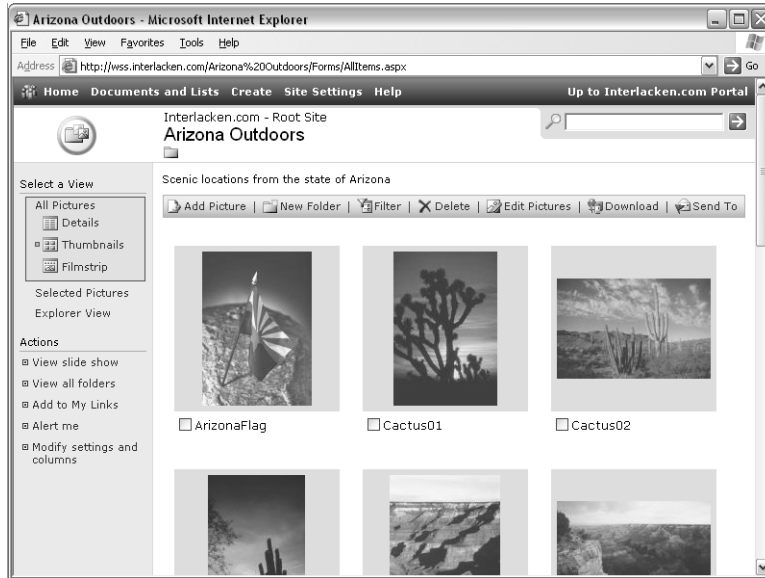 Arizona Outdoors - Microsoft Internet Explorer
File Edit View Favorites Tools Help
Address http://wss.interlacken.com/Arizona%20Outdoors/Forms/AllItems.aspx Go
Home Documents and Lists Create Site Settings Help Up to Interlacken.com Portal
Interlacken.com - Root Site
Arizona Outdoors
Select a View
All Pictures
Details
Thumbnails
Filmstrip
Selected Pictures
Explorer View
Actions
View slide show
View all folders
Add to My Links
Alert me
Modify settings and
columns
Scenic locations from the state of Arizona
Add Picture | New Folder | Filter | Delete | Edit Pictures | Download | Send To
ArizonaFlag Cactus01 Cactus02